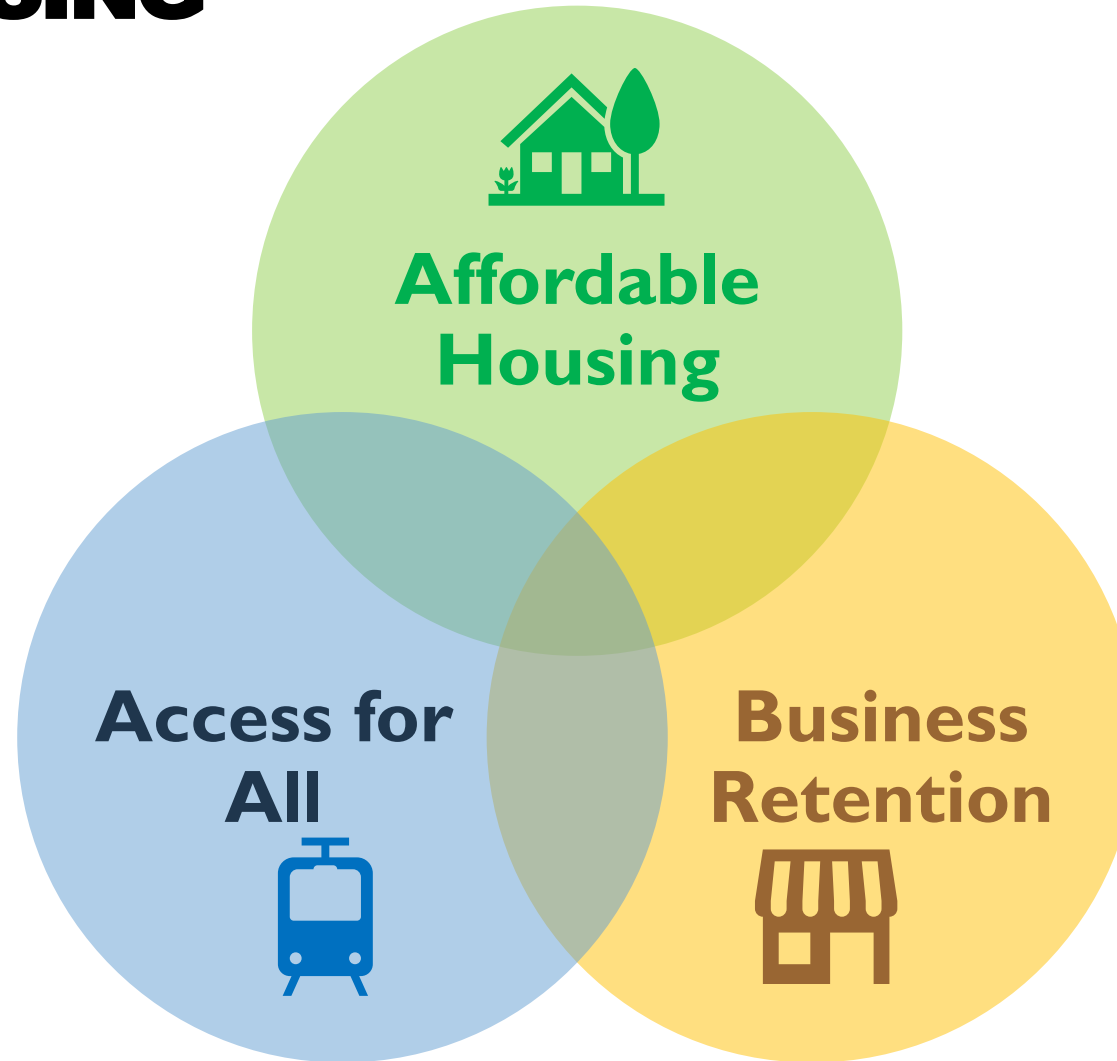 Affordable
Housing
Access for
All
Business
Retention